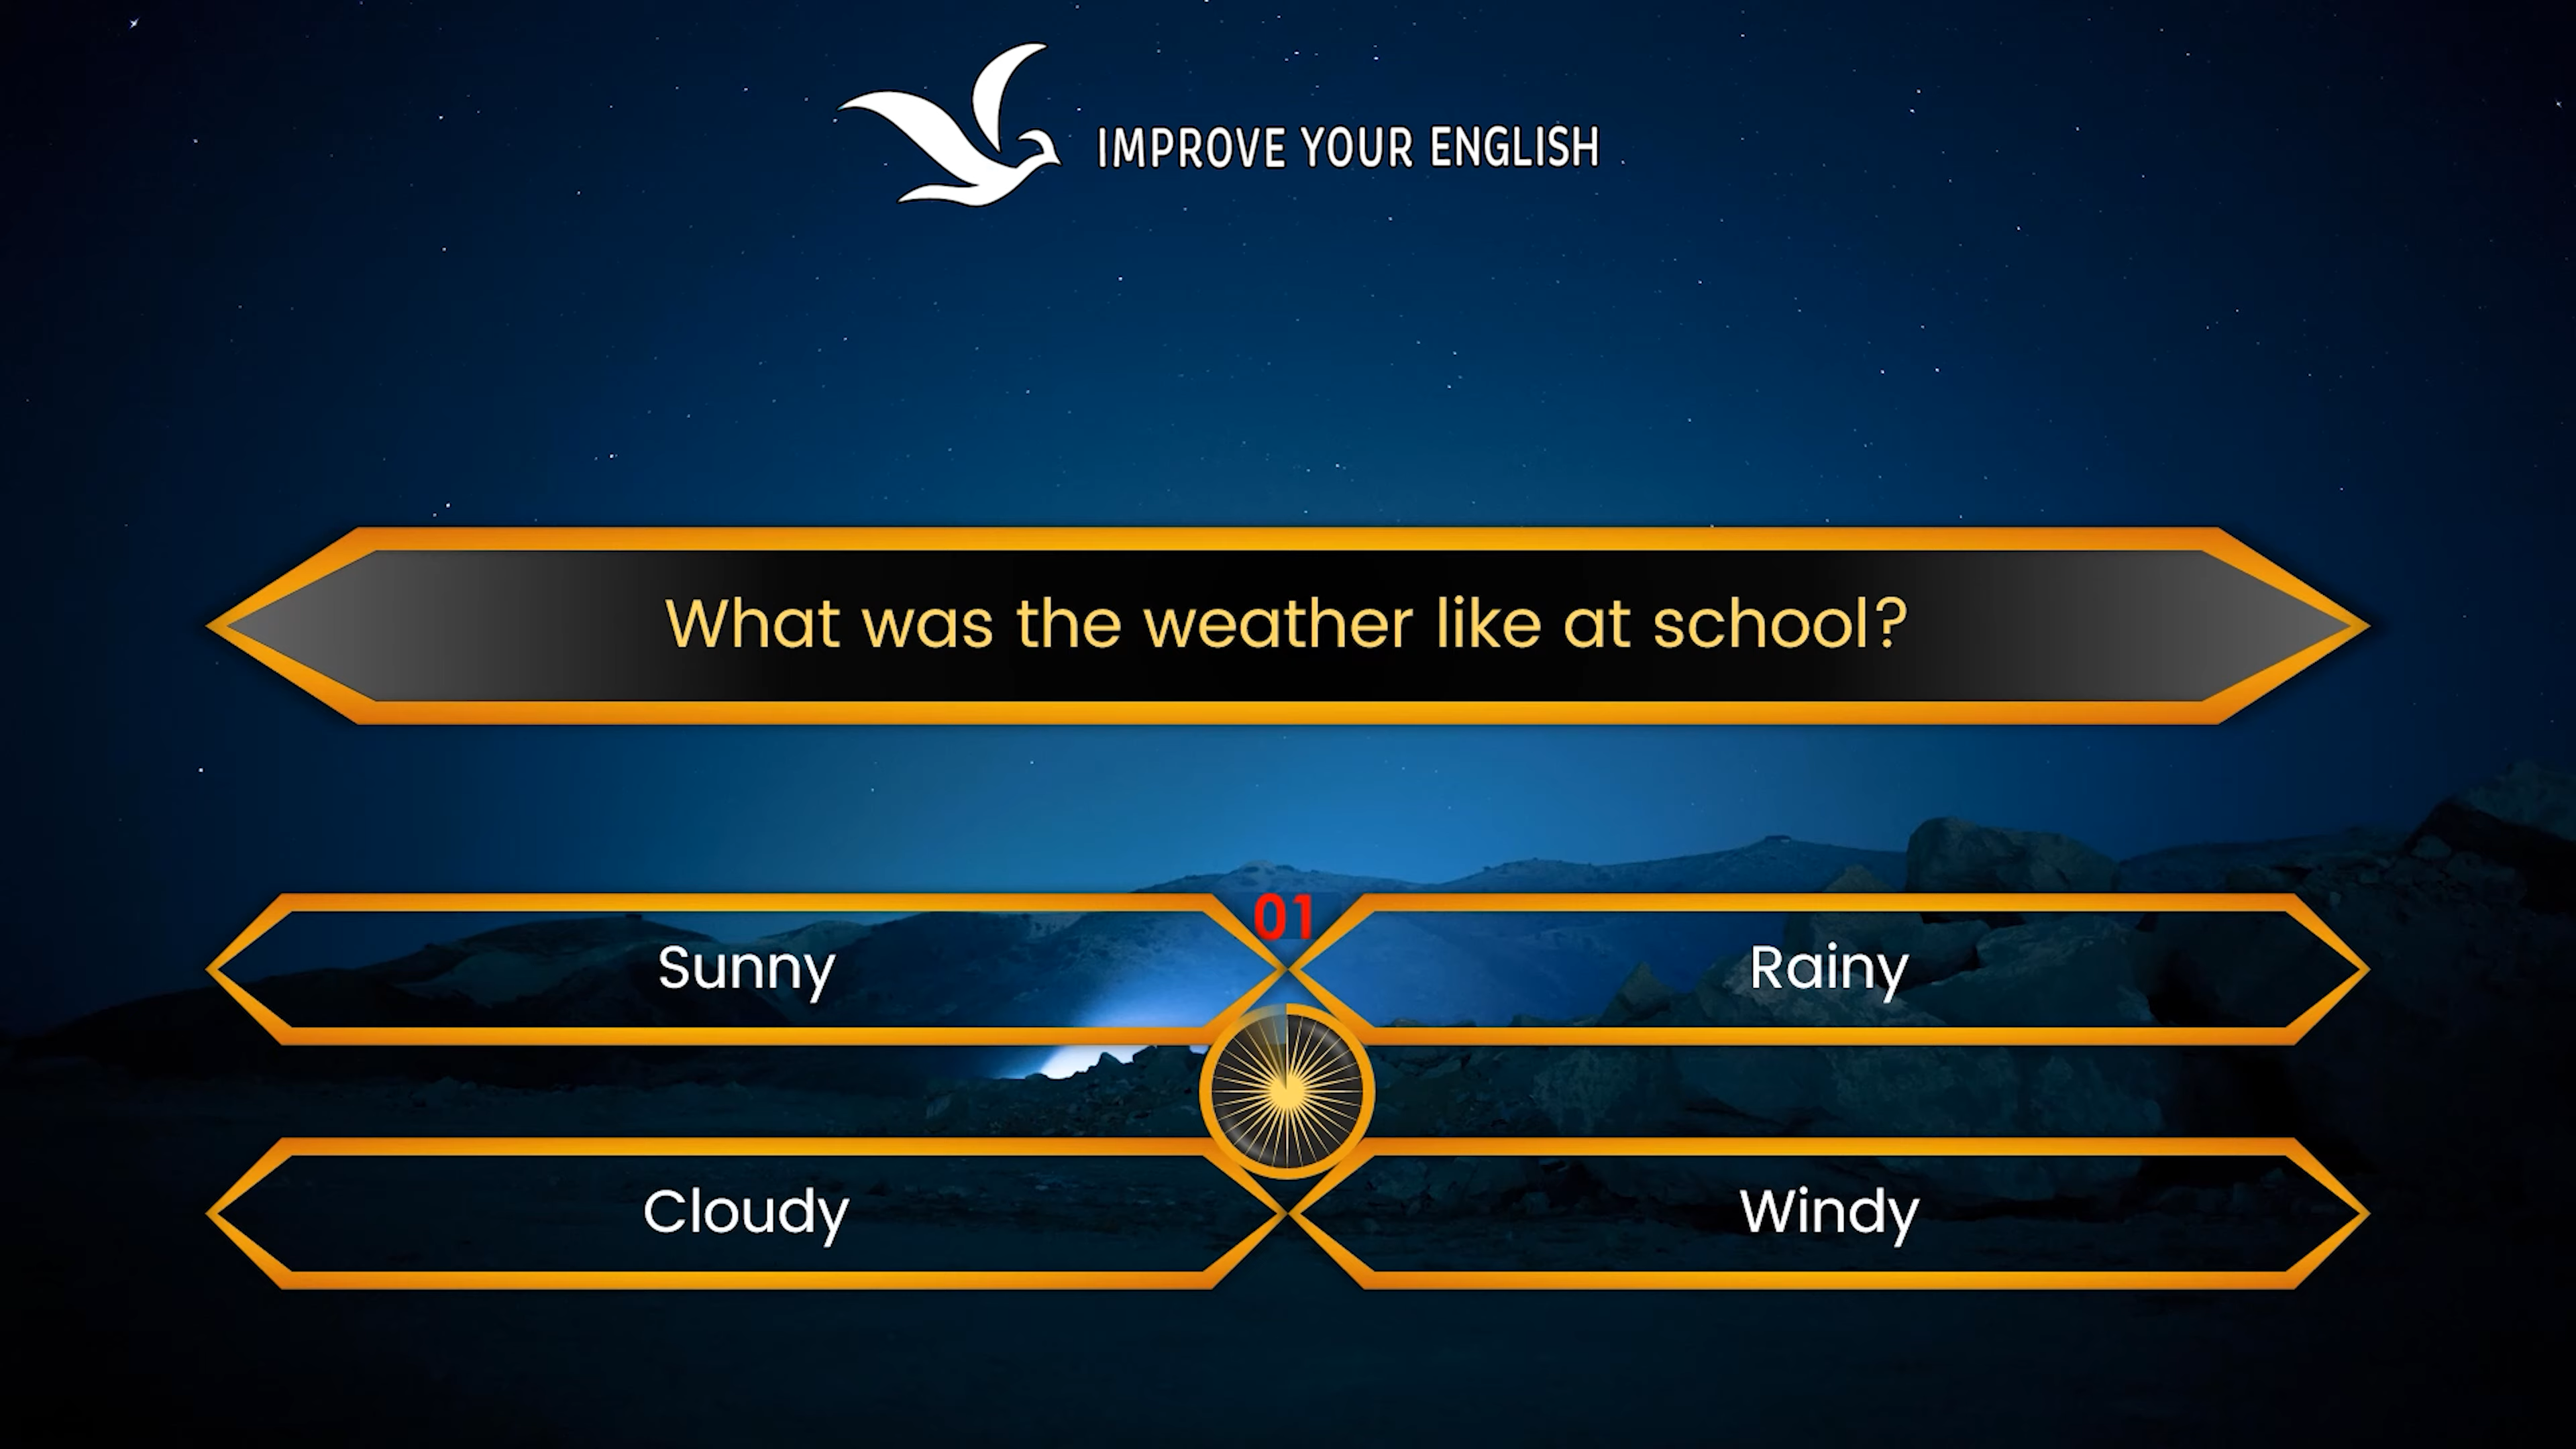 IMPROVE YOUR ENGLISH
What was the weather like at school?
01
Sunny
Rainy
Cloudy
Windy